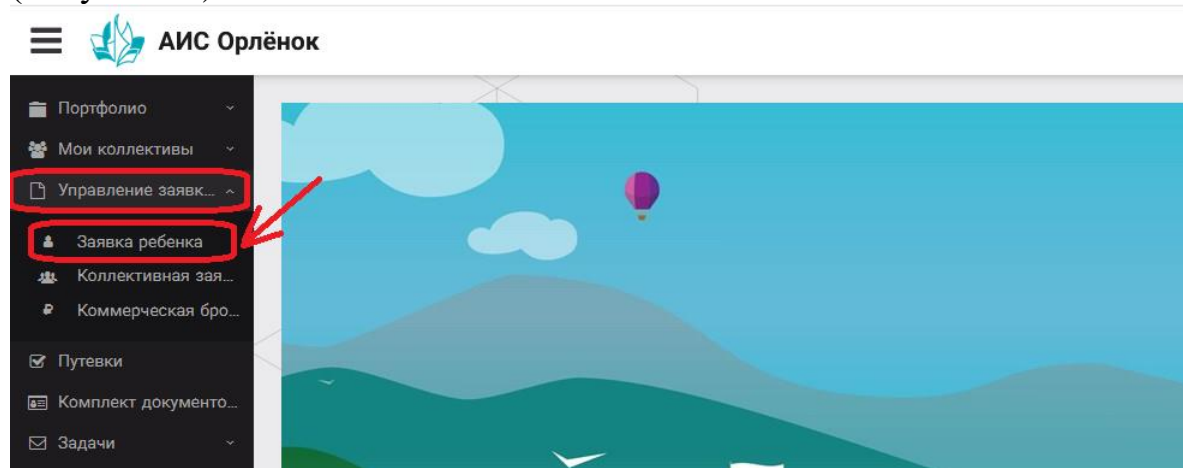 АИС Орлёнок
Портфолио
Мои коллективы
Управление заявк...
Заявка ребенка
Коллективная зая...
Коммерческая бро...
Путевки
Комплект документо...
Задачи